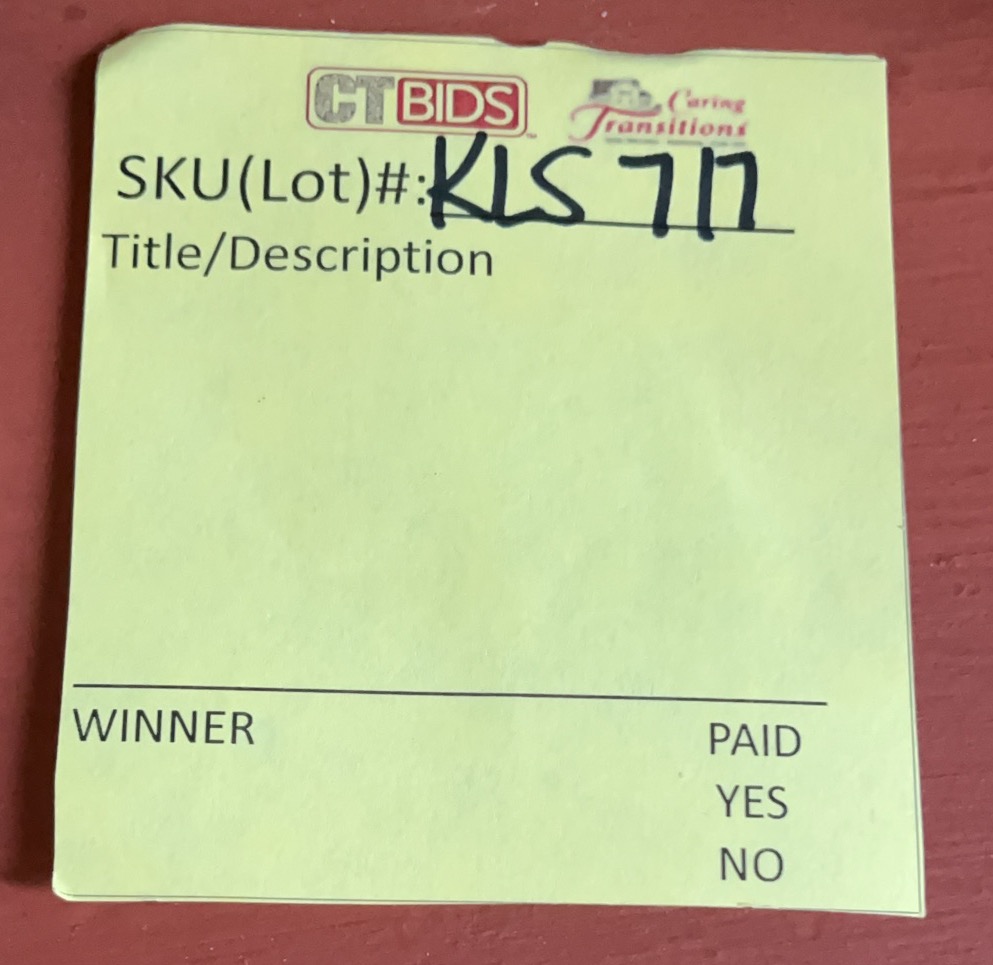 CTBIDS Caring
Transitions
SKU(Lot)#:KLS 717
Title/Description
WINNER PAID
YES
NO